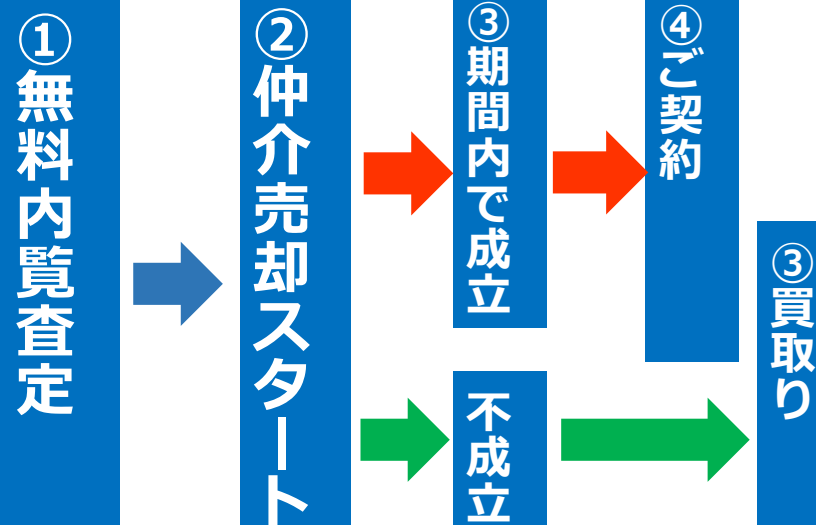 ①無料内覧査定
②仲介売却スタート
③期間内で成立
④ご契約
不成立
③買取り